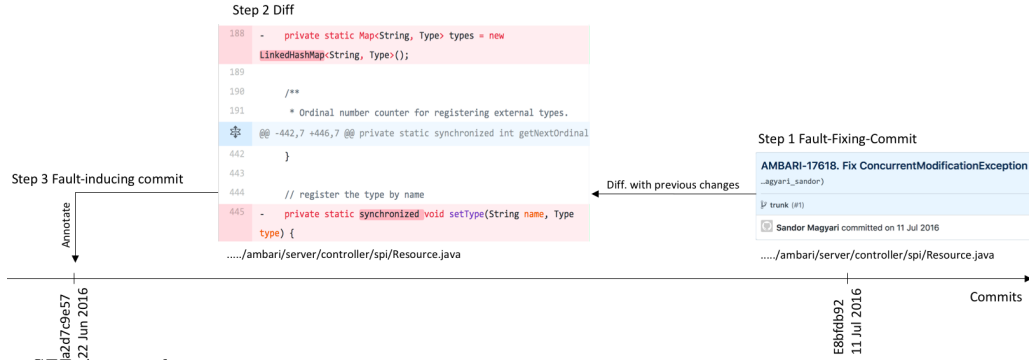 Step 2 Diff
188 - private static Map<String, Type> types = new
LinkedHashMap<String, Type>();
189
190 /**
191 * Ordinal number counter for registering external types.
@@ -442,7 +446,7 @@ private static synchronized int getNextOrdinal
442 }
443
444 // register the type by name
445 - private static synchronized void setType(String name, Type
type) {
...../ambari/server/controller/spi/Resource.java
Step 1 Fault-Fixing-Commit
AMBARI-17618. Fix ConcurrentModificationException
…agyari_sandor)
trunk (#1)
Sandor Magyari committed on 11 Jul 2016
...../ambari/server/controller/spi/Resource.java
Diff. with previous changes
Step 3 Fault-inducing commit
Annotate
a2d7c9e57
22 Jun 2016
E8bfdb92
11 Jul 2016
Commits